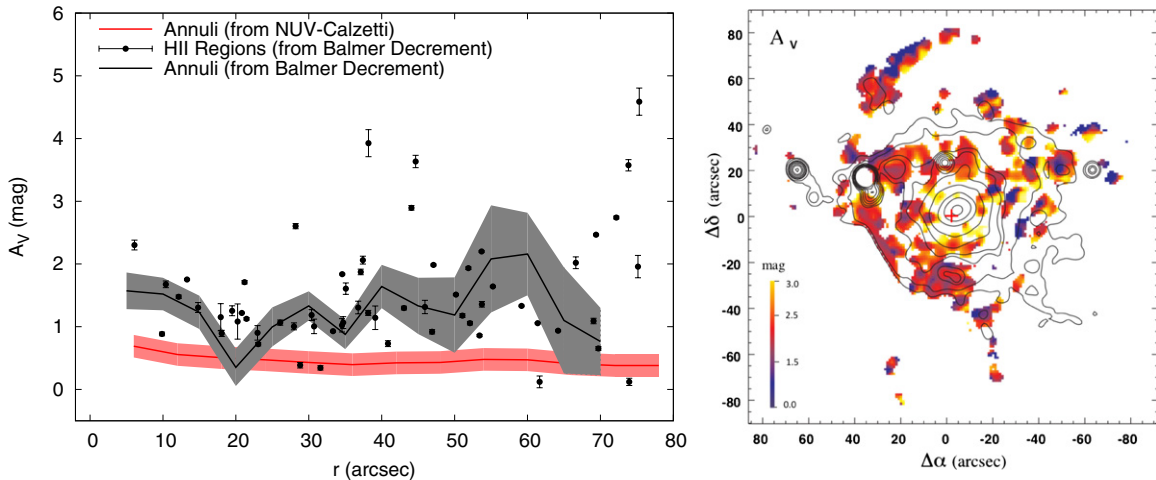 Annuli (from NUV-Calzetti)
HII Regions (from Balmer Decrement)
Annuli (from Balmer Decrement)
6
5
4
3
2
1
0
A_V (mag)
0 10 20 30 40 50 60 70 80
r (arcsec)
A_V
80
60
40
20
0
-20
-40
-60
-80
Δδ (arcsec)
mag
3.0
1.5
0.0
80 60 40 20 0 -20 -40 -60 -80
Δα (arcsec)